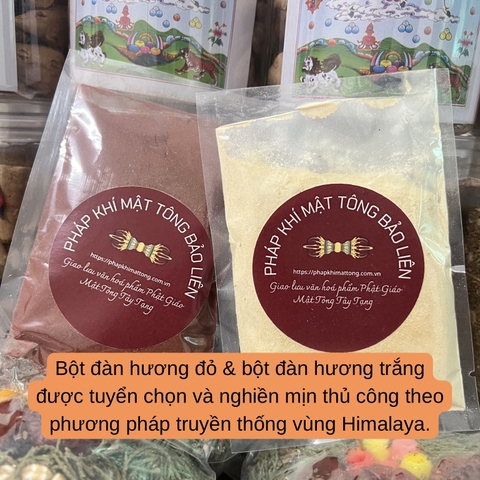 PHÁP KHÍ MẬT TÔNG BẢO LIÊN
https://phapkhimattong.com.vn
Giao lưu văn hoá phẩm Phật Giáo
Mật Tông Tây Tạng
PHÁP KHÍ MẬT TÔNG BẢO LIÊN
https://phapkhimattong.com.vn
Giao lưu văn hoá phẩm Phật Giáo
Mật Tông Tây Tạng
Bột đàn hương đỏ & bột đàn hương trắng
được tuyển chọn và nghiền mịn thủ công theo
phương pháp truyền thống vùng Himalaya.